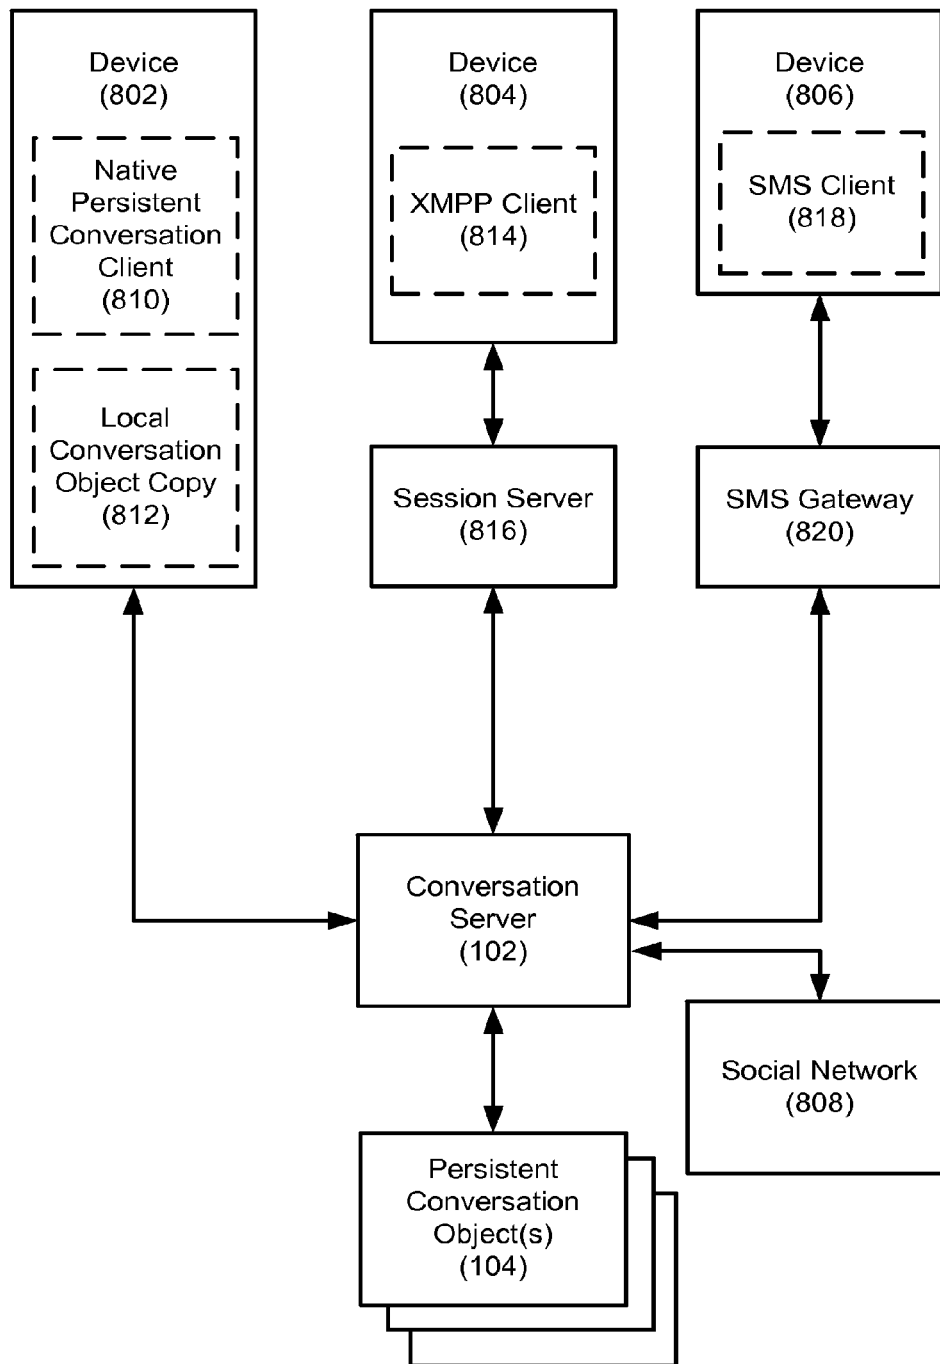 Device
(802)
Native
Persistent
Conversation
Client
(810)
Local
Conversation
Object Copy
(812)
Device
(804)
XMPP Client
(814)
Device
(806)
SMS Client
(818)
Session Server
(816)
SMS Gateway
(820)
Conversation
Server
(102)
Social Network
(808)
Persistent
Conversation
Object(s)
(104)